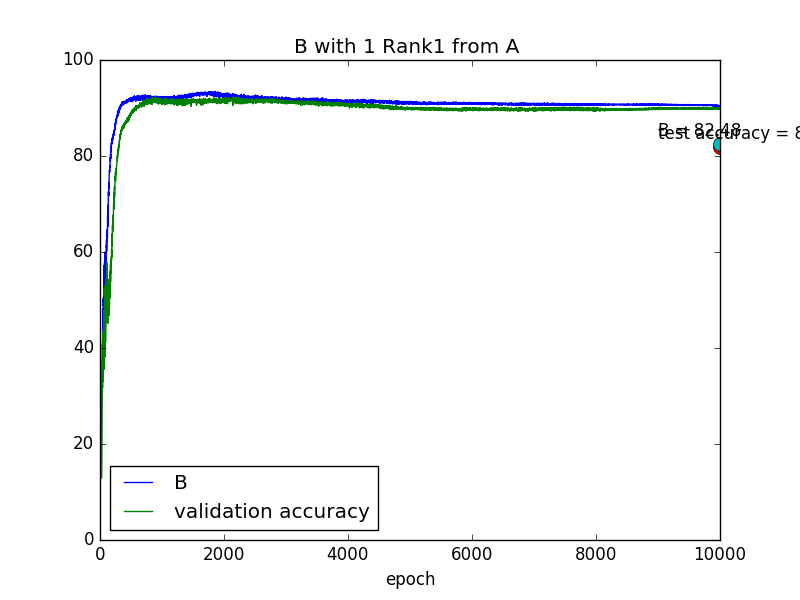 B with 1 Rank1 from A
100
80
60
40
20
0
B = 82.48
test accuracy = 8
B
validation accuracy
0 2000 4000 6000 8000 10000
epoch